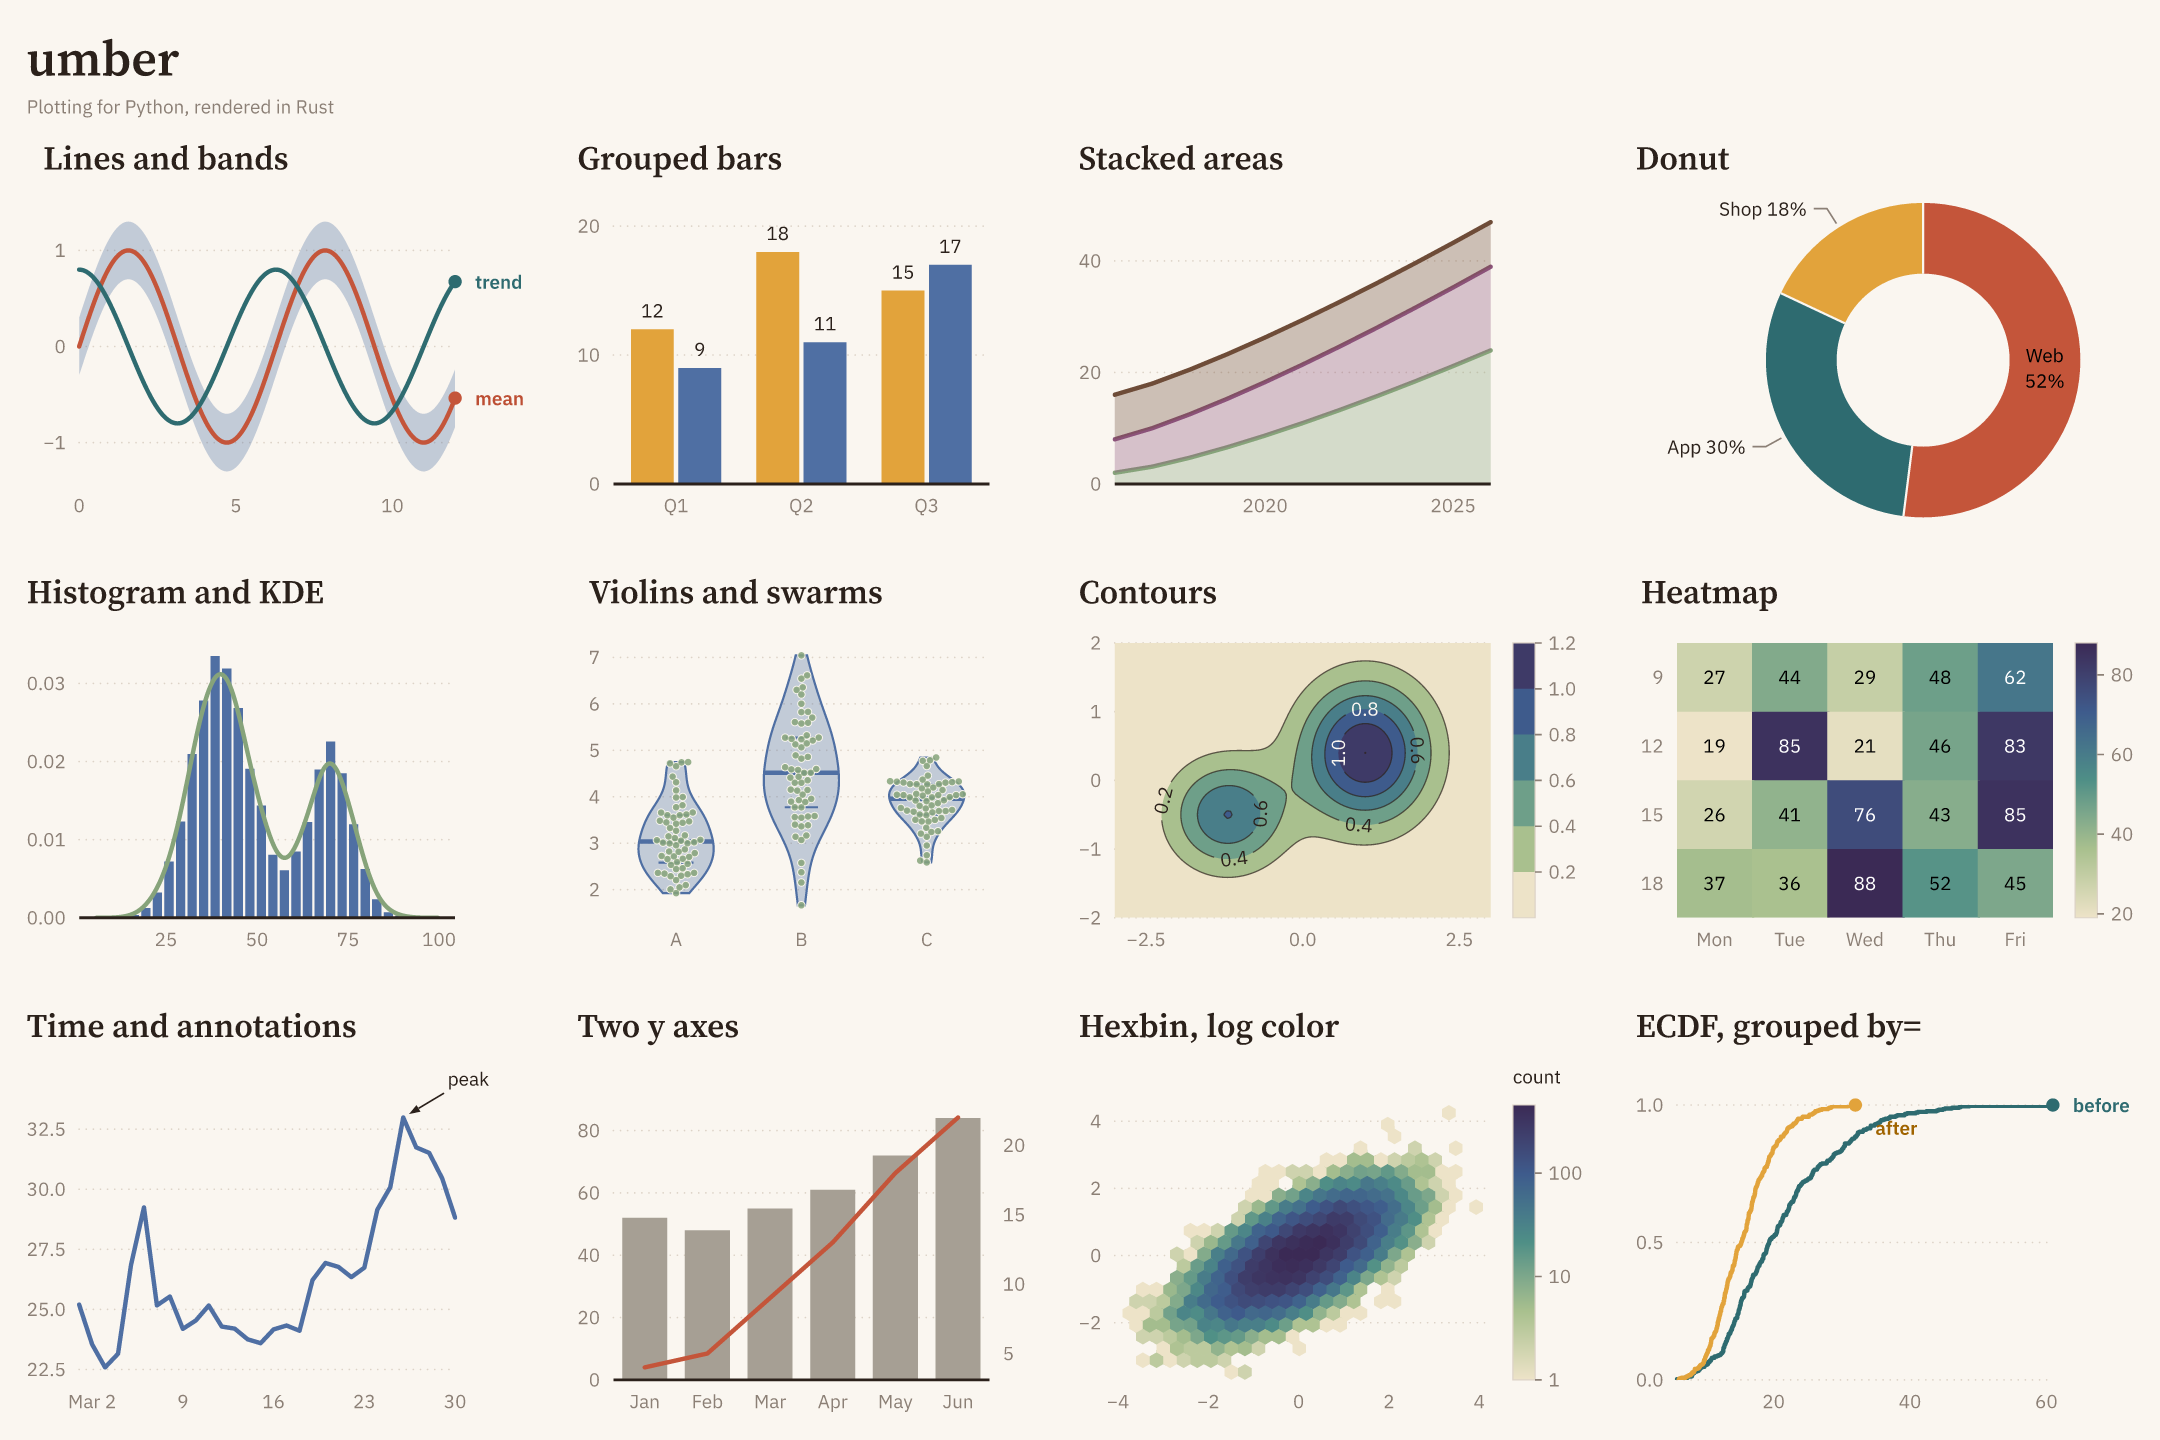 umber
Plotting for Python, rendered in Rust
Lines and bands
1
0
−1
0 5 10
trend
mean
Grouped bars
20
10
0
12 9 18 11 15 17
Q1 Q2 Q3
Stacked areas
40
20
0
2020 2025
Donut
Shop 18%
App 30%
Web
52%
Histogram and KDE
0.03
0.02
0.01
0.00
25 50 75 100
Violins and swarms
7
6
5
4
3
2
A B C
Contours
2
1
0
−1
−2
−2.5 0.0 2.5
0.8
1.0
0.6
0.2
0.6
0.4
0.4
1.2
1.0
0.8
0.6
0.4
0.2
Heatmap
9 27 44 29 48 62
12 19 85 21 46 83
15 26 41 76 43 85
18 37 36 88 52 45
Mon Tue Wed Thu Fri
80
60
40
20
Time and annotations
peak
32.5
30.0
27.5
25.0
22.5
Mar 2 9 16 23 30
Two y axes
80
60
40
20
0
20
15
10
5
Jan Feb Mar Apr May Jun
Hexbin, log color
4
2
0
−2
−4 −2 0 2 4
count
100
10
1
ECDF, grouped by=
1.0
0.5
0.0
20 40 60
before
after